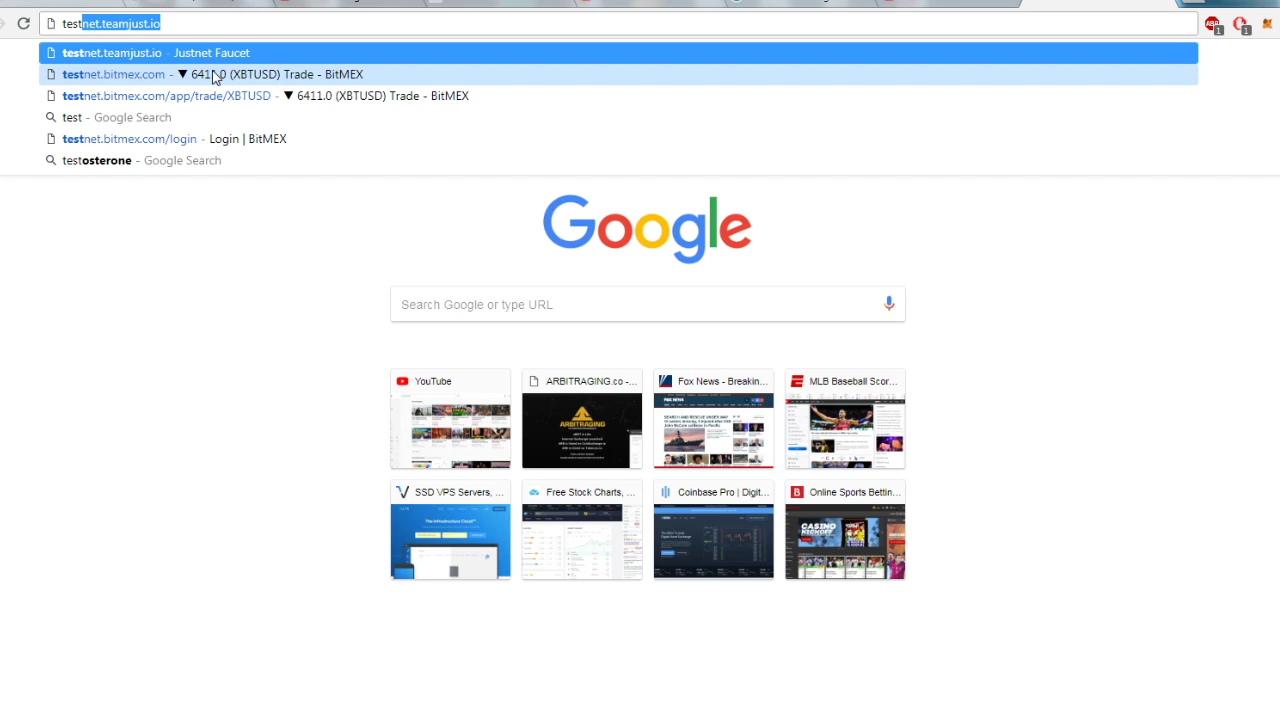 testnet.teamjust.io
testnet.teamjust.io - Justnet Faucet
testnet.bitmex.com - ▼ 6411.0 (XBTUSD) Trade - BitMEX
testnet.bitmex.com/app/trade/XBTUSD - ▼ 6411.0 (XBTUSD) Trade - BitMEX
test - Google Search
testnet.bitmex.com/login - Login | BitMEX
testosterone - Google Search
Google
Search Google or type URL
YouTube
ARBITRAGING.co -...
Fox News - Breakin...
MLB Baseball Scor...
ARBITRAGING
SSD VPS Servers, ...
Free Stock Charts, ...
Coinbase Pro | Digit...
Online Sports Bettin...
CASINO
KICKOFF